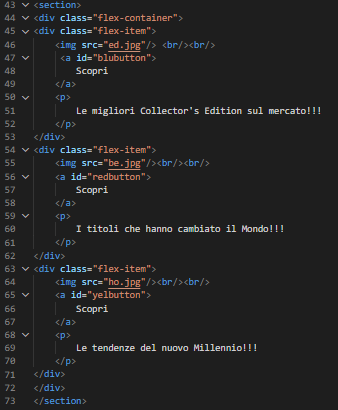 43 <section>
44 <div class="flex-container">
45 <div class="flex-item">
46 <img src="ed.jpg"/> <br/><br/>
47 <a id="blubutton">
48 Scopri
49 </a>
50 <p>
51 Le migliori Collector's Edition sul mercato!!!
52 </p>
53 </div>
54 <div class="flex-item">
55 <img src="be.jpg"/><br/><br/>
56 <a id="redbutton">
57 Scopri
58 </a>
59 <p>
60 I titoli che hanno cambiato il Mondo!!!
61 </p>
62 </div>
63 <div class="flex-item">
64 <img src="ho.jpg"/><br/><br/>
65 <a id="yelbutton">
66 Scopri
67 </a>
68 <p>
69 Le tendenze del nuovo Millennio!!!
70 </p>
71 </div>
72 </div>
73 </section>